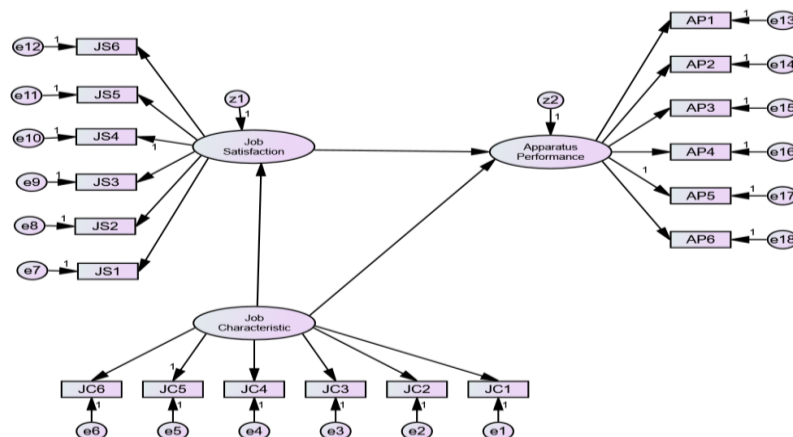 AP1
1
e13
e12
1
JS6
AP2
1
e14
e11
1
JS5
z1
z2
1
1
AP3
1
e15
e10
1
JS4
1
Job
Satisfaction
Apparatus
Performance
AP4
1
e16
e9
1
JS3
1
AP5
1
e17
e8
1
JS2
AP6
1
e18
e7
1
JS1
Job
Characteristic
1
JC6
JC5
JC4
JC3
JC2
JC1
1
1
1
1
1
1
e6
e5
e4
e3
e2
e1